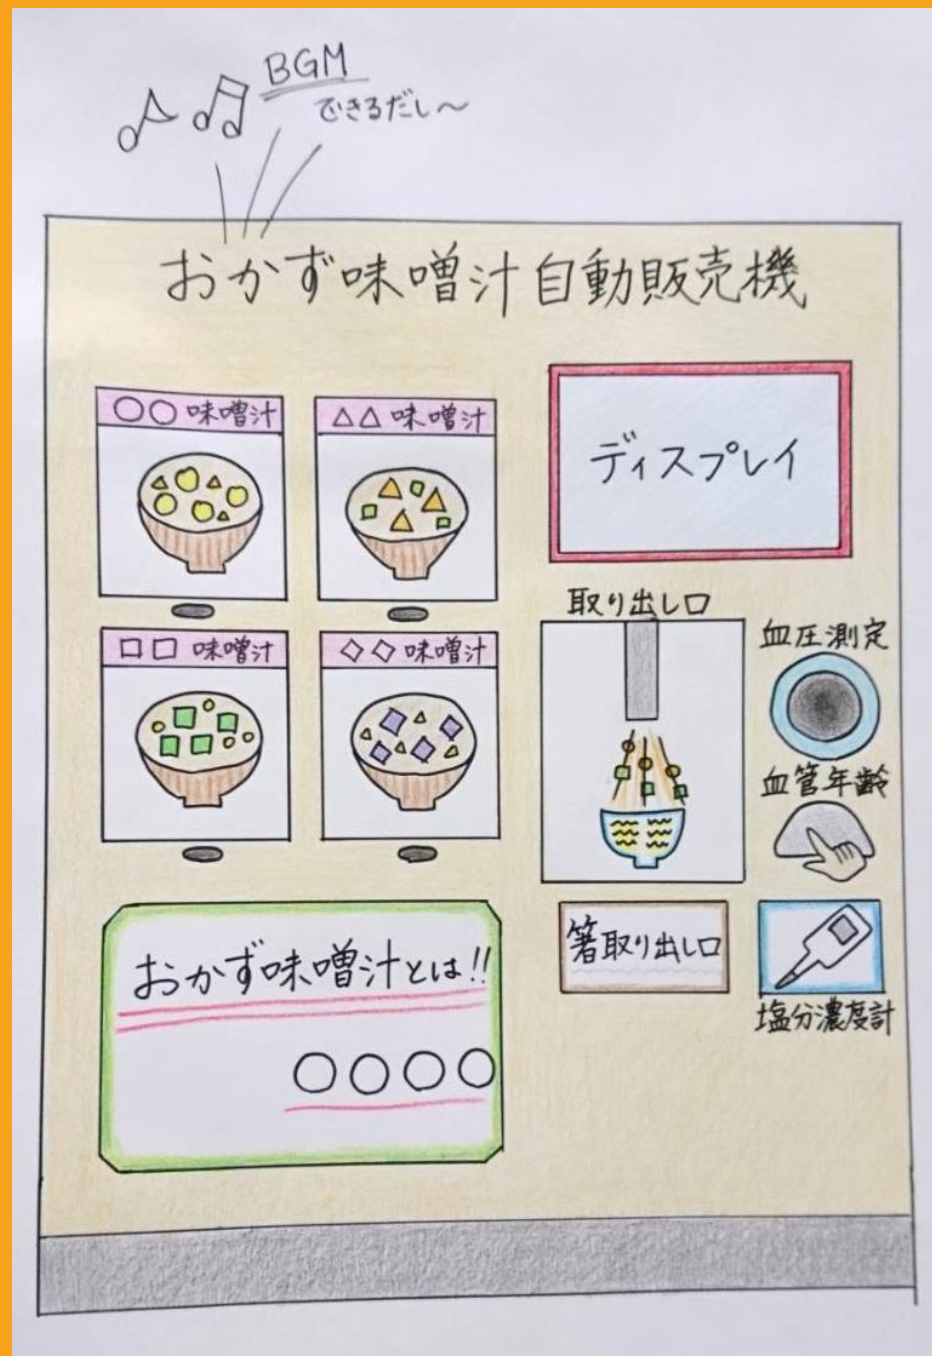 BGM
できるだし〜
おかず味噌汁自動販売機
○○味噌汁
△△味噌汁
□□味噌汁
◇◇味噌汁
ディスプレイ
取り出し口
血圧測定
血管年齢
箸取り出し口
塩分濃度計
おかず味噌汁とは!!
○○○○